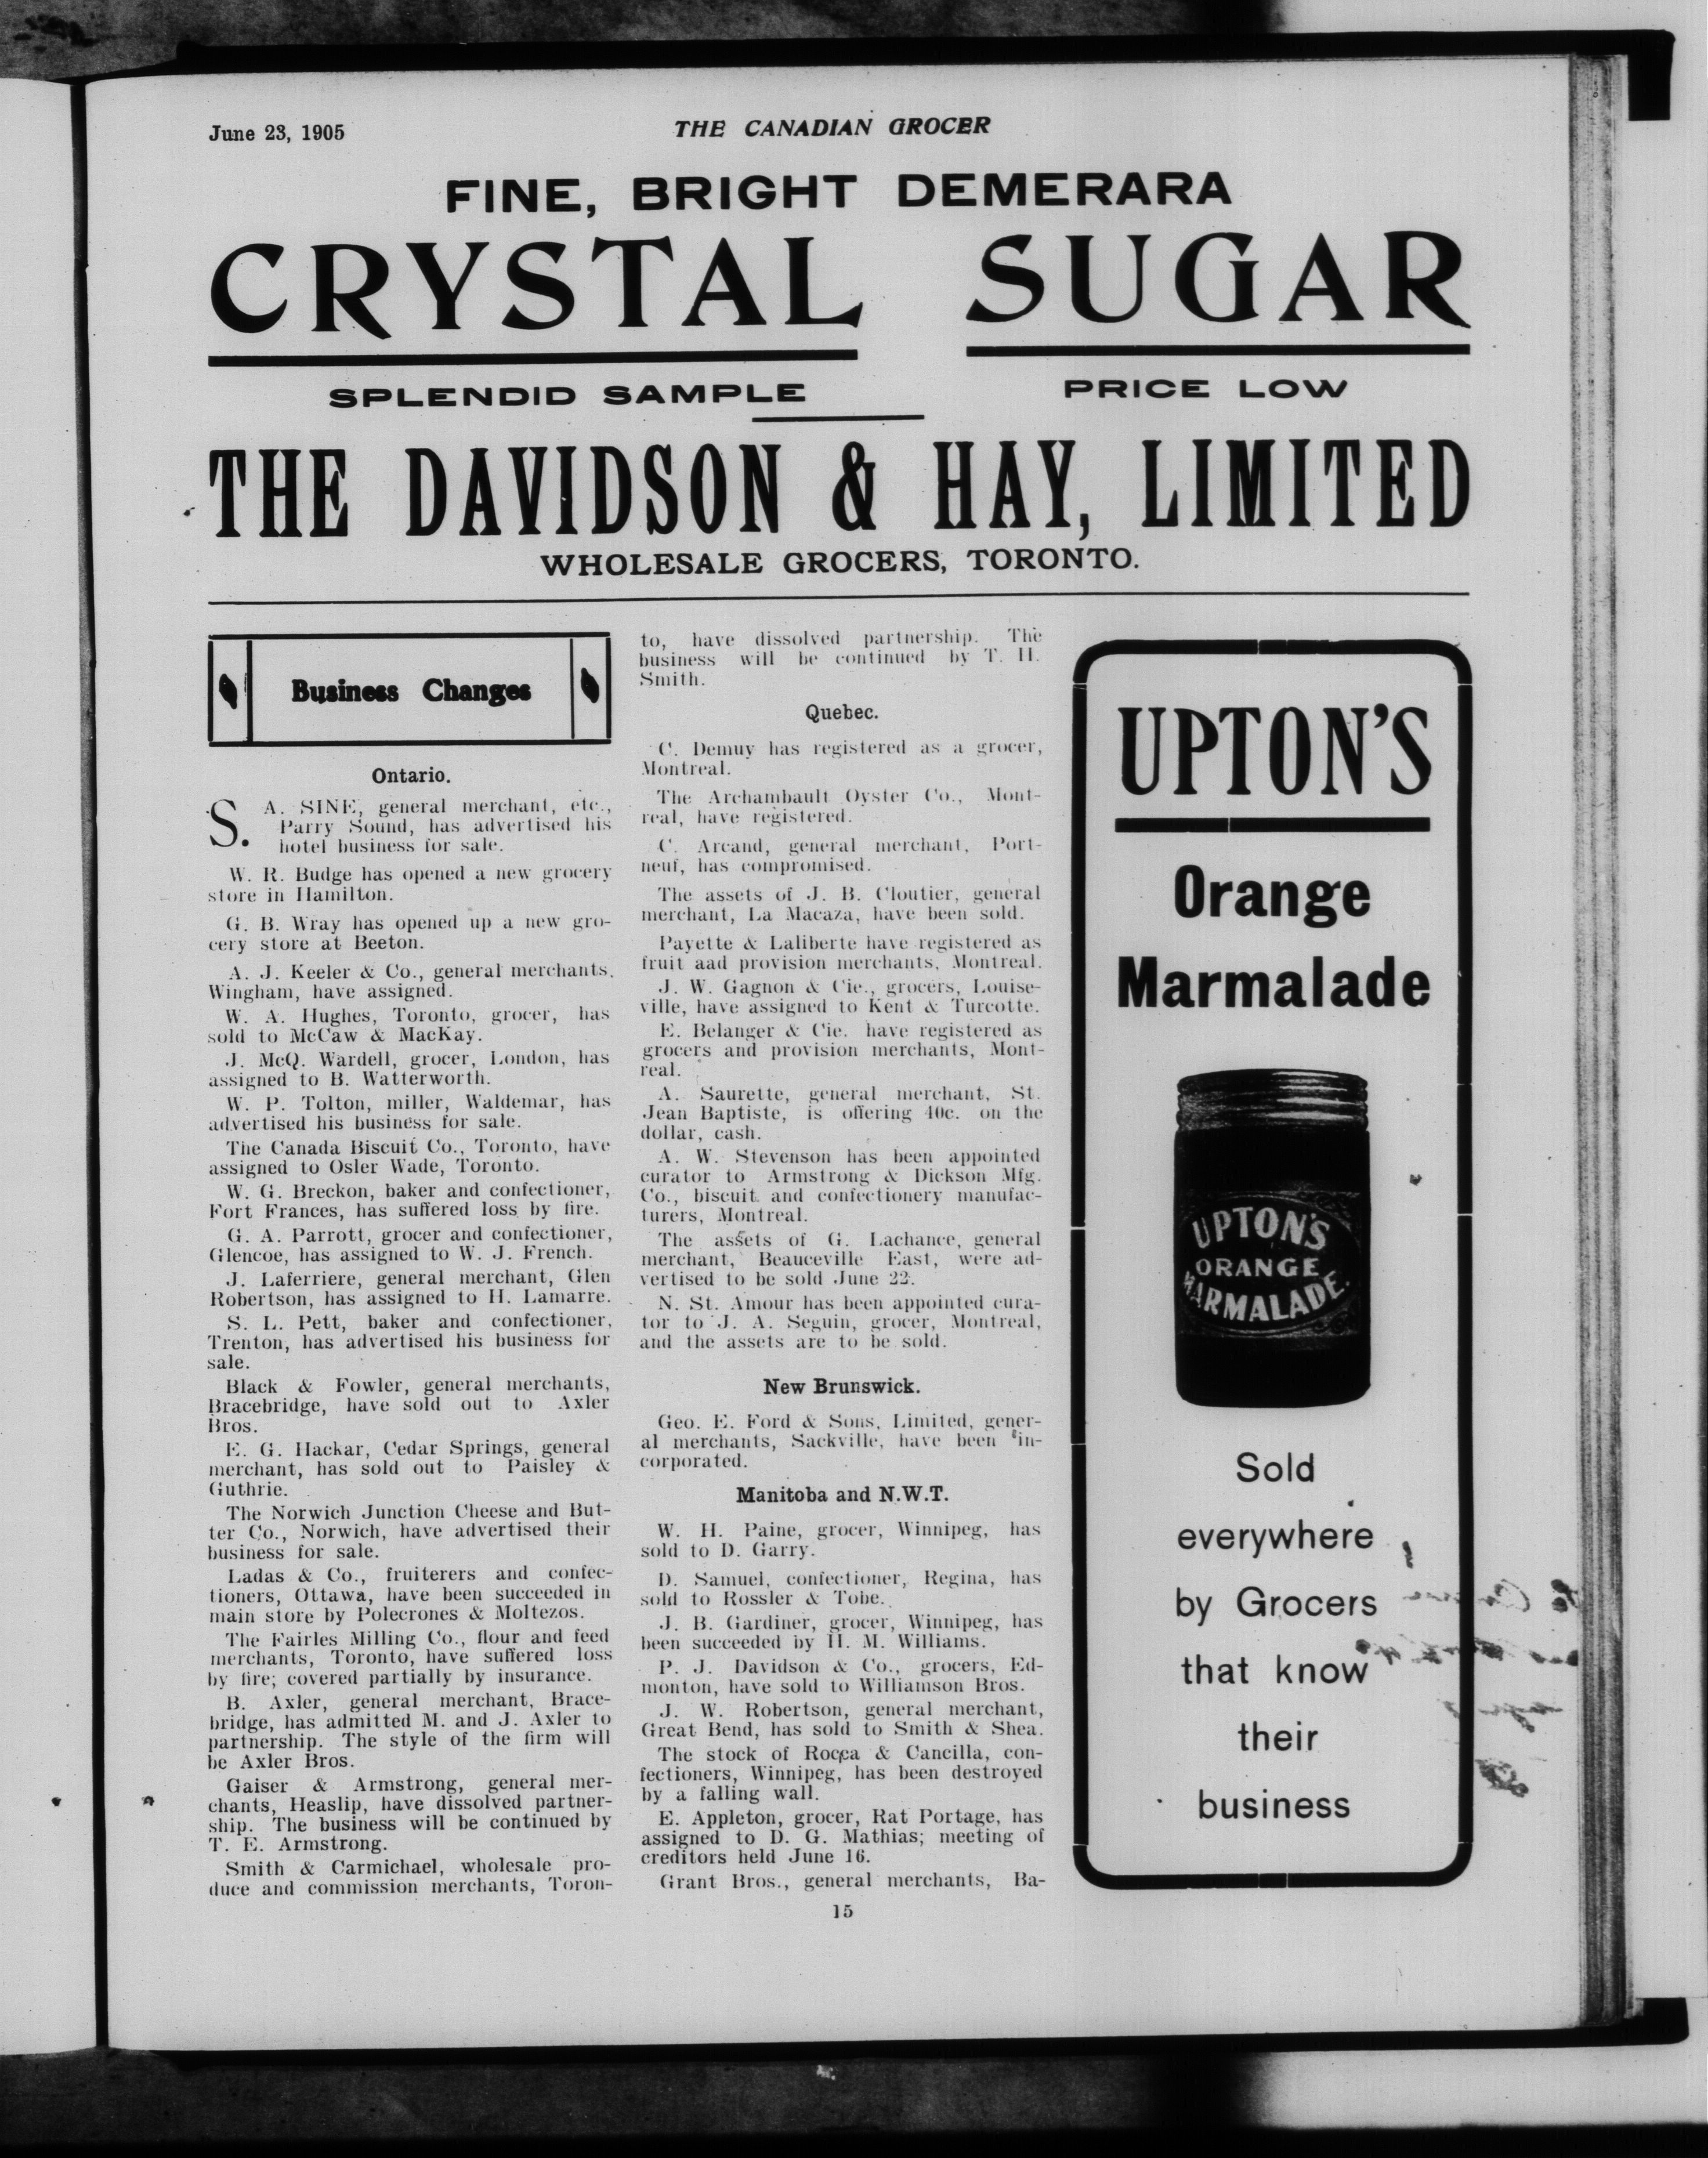 June 23, 1905
THE CANADIAN GROCER
FINE, BRIGHT DEMERARA
CRYSTAL SUGAR
SPLENDID SAMPLE PRICE LOW
THE DAVIDSON & HAY, LIMITED
WHOLESALE GROCERS, TORONTO.
Business Changes
Ontario.
S. A. SINE, general merchant, etc.,
Parry Sound, has advertised his
hotel business for sale.
W. R. Budge has opened a new grocery
store in Hamilton.
G. B. Wray has opened up a new gro-
cery store at Beeton.
A. J. Keeler & Co., general merchants,
Wingham, have assigned.
W. A. Hughes, Toronto, grocer, has
sold to McCaw & MacKay.
J. McQ. Wardell, grocer, London, has
assigned to B. Watterworth.
W. P. Tolton, miller, Waldemar, has
advertised his business for sale.
The Canada Biscuit Co., Toronto, have
assigned to Osler Wade, Toronto.
W. G. Breckon, baker and confectioner,
Fort Frances, has suffered loss by fire.
G. A. Parrott, grocer and confectioner,
Glencoe, has assigned to W. J. French.
J. Laferriere, general merchant, Glen
Robertson, has assigned to H. Lamarre.
S. L. Pett, baker and confectioner,
Trenton, has advertised his business for
sale.
Black & Fowler, general merchants,
Bracebridge, have sold out to Axler
Bros.
E. G. Hackar, Cedar Springs, general
merchant, has sold out to Paisley &
Guthrie.
The Norwich Junction Cheese and But-
ter Co., Norwich, have advertised their
business for sale.
Ladas & Co., fruiterers and confec-
tioners, Ottawa, have been succeeded in
main store by Polecrones & Moltezos.
The Fairles Milling Co., flour and feed
merchants, Toronto, have suffered loss
by fire; covered partially by insurance.
B. Axler, general merchant, Brace-
bridge, has admitted M. and J. Axler to
partnership. The style of the firm will
be Axler Bros.
Gaiser & Armstrong, general mer-
chants, Heaslip, have dissolved partner-
ship. The business will be continued by
T. E. Armstrong.
Smith & Carmichael, wholesale pro-
duce and commission merchants, Toron-
to, have dissolved partnership. The
business will be continued by T. H.
Smith.
Quebec.
C. Demuy has registered as a grocer,
Montreal.
The Archambault Oyster Co., Mont-
real, have registered.
C. Arcand, general merchant, Port-
neuf, has compromised.
The assets of J. B. Cloutier, general
merchant, La Macaza, have been sold.
Payette & Laliberte have registered as
fruit aad provision merchants, Montreal.
J. W. Gagnon & Cie., grocers, Louise-
ville, have assigned to Kent & Turcotte.
E. Belanger & Cie. have registered as
grocers and provision merchants, Mont-
real.
A. Saurette, general merchant, St.
Jean Baptiste, is offering 40c. on the
dollar, cash.
A. W. Stevenson has been appointed
curator to Armstrong & Dickson Mfg.
Co., biscuit and confectionery manufac-
turers, Montreal.
The assets of G. Lachance, general
merchant, Beauceville East, were ad-
vertised to be sold June 22.
N. St. Amour has been appointed cura-
tor to J. A. Seguin, grocer, Montreal,
and the assets are to be sold.
New Brunswick.
Geo. E. Ford & Sons, Limited, gener-
al merchants, Sackville, have been in-
corporated.
Manitoba and N.W.T.
W. H. Paine, grocer, Winnipeg, has
sold to D. Garry.
D. Samuel, confectioner, Regina, has
sold to Rossler & Tobe.
J. B. Gardiner, grocer, Winnipeg, has
been succeeded by H. M. Williams.
P. J. Davidson & Co., grocers, Ed-
monton, have sold to Williamson Bros.
J. W. Robertson, general merchant,
Great Bend, has sold to Smith & Shea.
The stock of Rocca & Cancilla, con-
fectioners, Winnipeg, has been destroyed
by a falling wall.
E. Appleton, grocer, Rat Portage, has
assigned to D. G. Mathias; meeting of
creditors held June 16.
Grant Bros., general merchants, Ba-
UPTON'S
Orange
Marmalade
UPTON'S
ORANGE
MARMALADE.
Sold
everywhere
by Grocers
that know
their
business
15